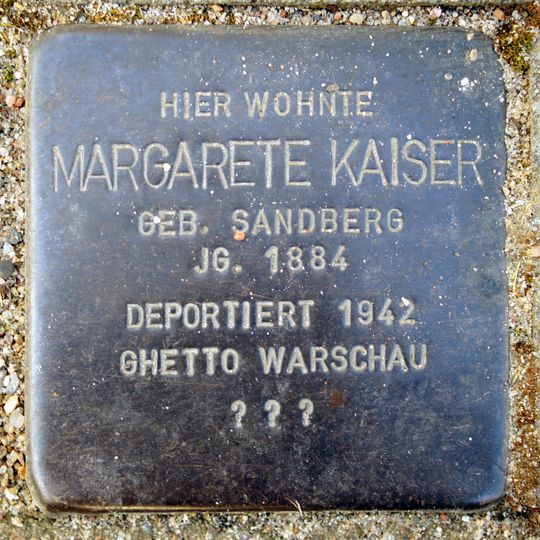 HIER WOHNTE
MARGARETE KAISER
GEB. SANDBERG
JG. 1884
DEPORTIERT 1942
GHETTO WARSCHAU
? ? ?